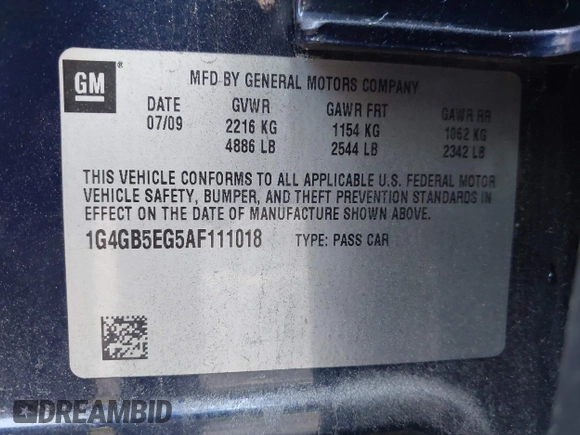 GM ®
MFD BY GENERAL MOTORS COMPANY
DATE GVWR GAWR FRT GAWR RR
07/09 2216 KG 1154 KG 1062 KG
4886 LB 2544 LB 2342 LB
THIS VEHICLE CONFORMS TO ALL APPLICABLE U.S. FEDERAL MOTOR
VEHICLE SAFETY, BUMPER, AND THEFT PREVENTION STANDARDS IN
EFFECT ON THE DATE OF MANUFACTURE SHOWN ABOVE.
1G4GB5EG5AF111018 TYPE: PASS CAR
DREAMBID